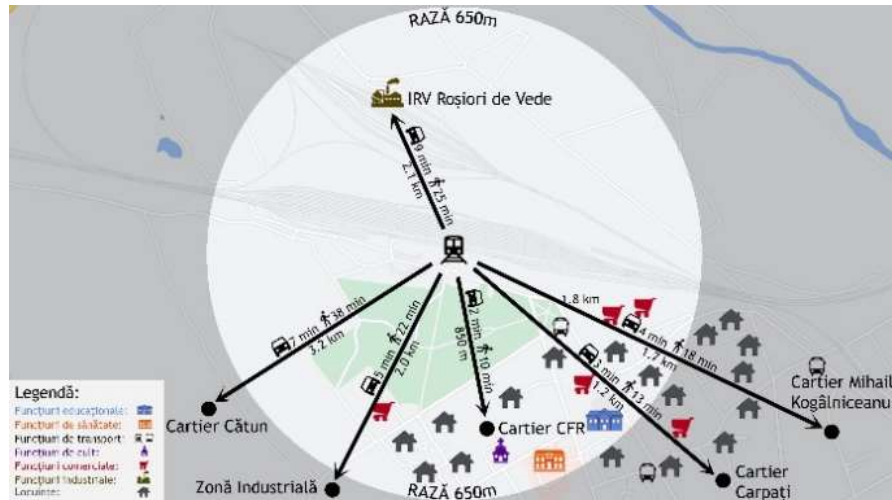 RAZĂ 650m
IRV Roșiori de Vede
9 min 25 min
2.1 km
7 min 38 min
3.2 km
5 min 22 min
2.0 km
2 min 10 min
850 m
3 min 13 min
1.2 km
1.8 km
4 min 18 min
1.7 km
Cartier Mihail
Kogălniceanu
Cartier Cătun
Cartier CFR
Zonă Industrială
Cartier
Carpați
RAZĂ 650m
Legendă:
Funcțiuni educaționale:
Funcțiuni de sănătate:
Funcțiuni de transport:
Funcțiuni de cult:
Funcțiuni comerciale:
Funcțiuni industriale:
Locuințe: